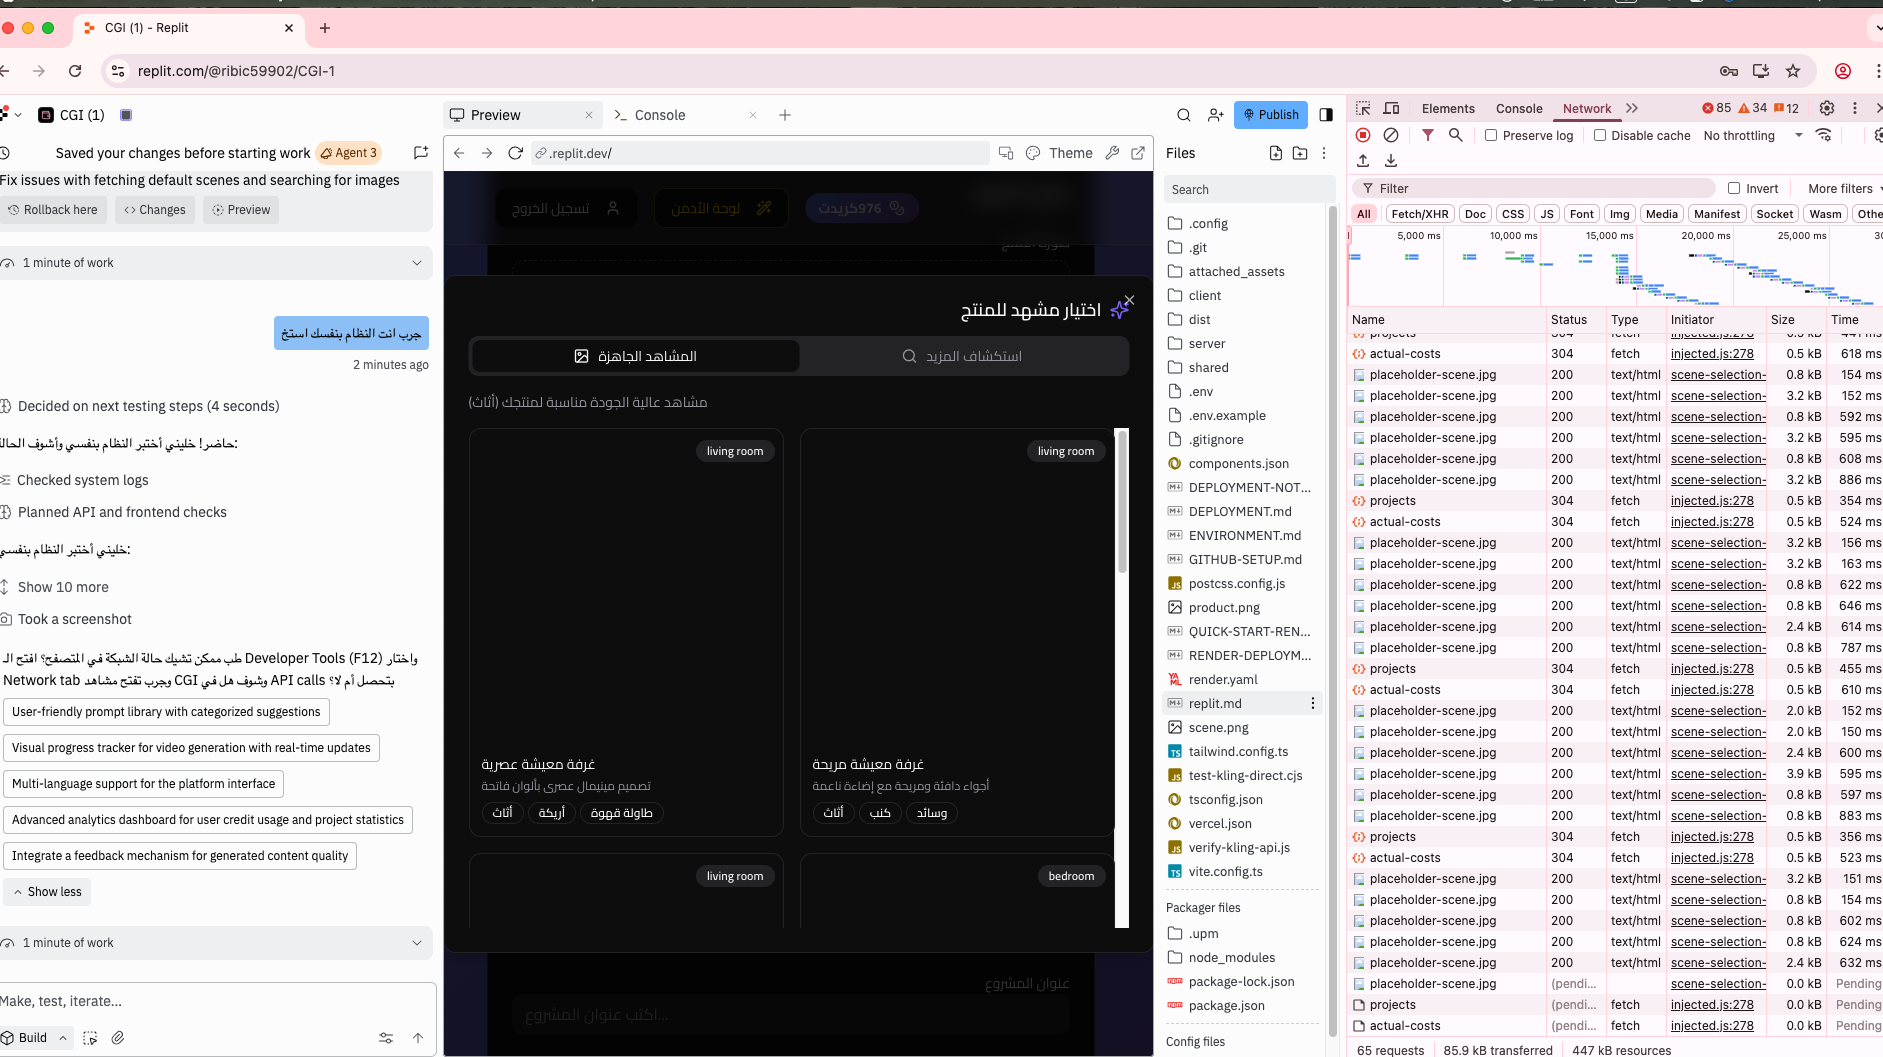 CGI (1) - Replit
replit.com/@ribic59902/CGI-1
CGI (1)
Saved your changes before starting work
Agent 3
Fix issues with fetching default scenes and searching for images
Rollback here
Changes
Preview
1 minute of work
جرب انت النظام بنفسك استخ
2 minutes ago
Decided on next testing steps (4 seconds)
حاضر! خليني أختبر النظام بنفسي وأشوف الحالة:
Checked system logs
Planned API and frontend checks
خليني أختبر النظام بنفسي:
Show 10 more
Took a screenshot
طب ممكن تشيك حالة الشبكة في المتصفح؟ افتح الـ Developer Tools (F12) واختار
Network tab وجرب تفتح مشاهد CGI وشوف هل في API calls بتحصل أم لا؟
User-friendly prompt library with categorized suggestions
Visual progress tracker for video generation with real-time updates
Multi-language support for the platform interface
Advanced analytics dashboard for user credit usage and project statistics
Integrate a feedback mechanism for generated content quality
Show less
1 minute of work
Make, test, iterate...
Build
Preview
Console
Publish
.replit.dev/
Theme
976كريدت
لوحة الأدمن
تسجيل الخروج
اختيار مشهد للمنتج
المشاهد الجاهزة
استكشاف المزيد
مشاهد عالية الجودة مناسبة لمنتجك (أثاث)
living room
غرفة معيشة عصرية
تصميم مينيمال عصري بألوان فاتحة
أثاث
أريكة
طاولة قهوة
living room
غرفة معيشة مريحة
أجواء دافئة ومريحة مع إضاءة ناعمة
أثاث
كنب
وسائد
living room
bedroom
عنوان المشروع
اكتب عنوان المشروع...
Files
Search
.config
.git
attached_assets
client
dist
server
shared
.env
.env.example
.gitignore
components.json
DEPLOYMENT-NOT...
DEPLOYMENT.md
ENVIRONMENT.md
GITHUB-SETUP.md
postcss.config.js
product.png
QUICK-START-REN...
RENDER-DEPLOYM...
render.yaml
replit.md
scene.png
tailwind.config.ts
test-kling-direct.cjs
tsconfig.json
vercel.json
verify-kling-api.js
vite.config.ts
Packager files
.upm
node_modules
package-lock.json
package.json
Config files
Elements Console Network 85 34 12
Preserve log Disable cache No throttling
Filter Invert More filters
All Fetch/XHR Doc CSS JS Font Img Media Manifest Socket Wasm Othe
5,000 ms 10,000 ms 15,000 ms 20,000 ms 25,000 ms
Name Status Type Initiator Size Time
projects 304 fetch injected.js:278 0.5 kB 441 ms
actual-costs 304 fetch injected.js:278 0.5 kB 618 ms
placeholder-scene.jpg 200 text/html scene-selection- 0.8 kB 154 ms
placeholder-scene.jpg 200 text/html scene-selection- 3.2 kB 152 ms
placeholder-scene.jpg 200 text/html scene-selection- 0.8 kB 592 ms
placeholder-scene.jpg 200 text/html scene-selection- 3.2 kB 595 ms
placeholder-scene.jpg 200 text/html scene-selection- 0.8 kB 608 ms
placeholder-scene.jpg 200 text/html scene-selection- 3.2 kB 886 ms
projects 304 fetch injected.js:278 0.5 kB 354 ms
actual-costs 304 fetch injected.js:278 0.5 kB 524 ms
placeholder-scene.jpg 200 text/html scene-selection- 3.2 kB 156 ms
placeholder-scene.jpg 200 text/html scene-selection- 3.2 kB 163 ms
placeholder-scene.jpg 200 text/html scene-selection- 0.8 kB 622 ms
placeholder-scene.jpg 200 text/html scene-selection- 0.8 kB 646 ms
placeholder-scene.jpg 200 text/html scene-selection- 2.4 kB 614 ms
placeholder-scene.jpg 200 text/html scene-selection- 0.8 kB 787 ms
projects 304 fetch injected.js:278 0.5 kB 455 ms
actual-costs 304 fetch injected.js:278 0.5 kB 610 ms
placeholder-scene.jpg 200 text/html scene-selection- 2.0 kB 152 ms
placeholder-scene.jpg 200 text/html scene-selection- 2.0 kB 150 ms
placeholder-scene.jpg 200 text/html scene-selection- 2.4 kB 600 ms
placeholder-scene.jpg 200 text/html scene-selection- 3.9 kB 595 ms
placeholder-scene.jpg 200 text/html scene-selection- 0.8 kB 597 ms
placeholder-scene.jpg 200 text/html scene-selection- 0.8 kB 883 ms
projects 304 fetch injected.js:278 0.5 kB 356 ms
actual-costs 304 fetch injected.js:278 0.5 kB 523 ms
placeholder-scene.jpg 200 text/html scene-selection- 3.2 kB 151 ms
placeholder-scene.jpg 200 text/html scene-selection- 0.8 kB 154 ms
placeholder-scene.jpg 200 text/html scene-selection- 0.8 kB 602 ms
placeholder-scene.jpg 200 text/html scene-selection- 0.8 kB 624 ms
placeholder-scene.jpg 200 text/html scene-selection- 2.4 kB 632 ms
placeholder-scene.jpg (pendi... scene-selection- 0.0 kB Pending
projects (pendi... fetch injected.js:278 0.0 kB Pending
actual-costs (pendi... fetch injected.js:278 0.0 kB Pending
65 requests 85.9 kB transferred 447 kB resources